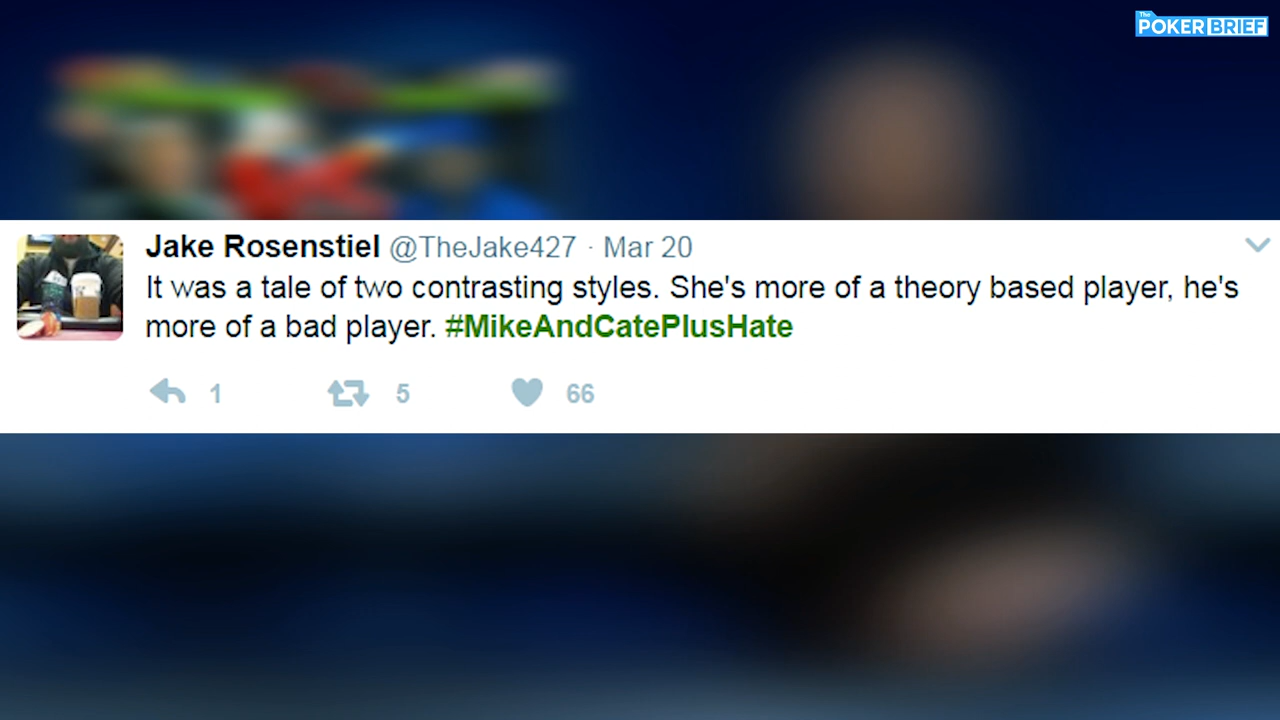 The
POKER BRIEF
Jake Rosenstiel @TheJake427 · Mar 20
It was a tale of two contrasting styles. She's more of a theory based player, he's
more of a bad player. #MikeAndCatePlusHate
1 5 66